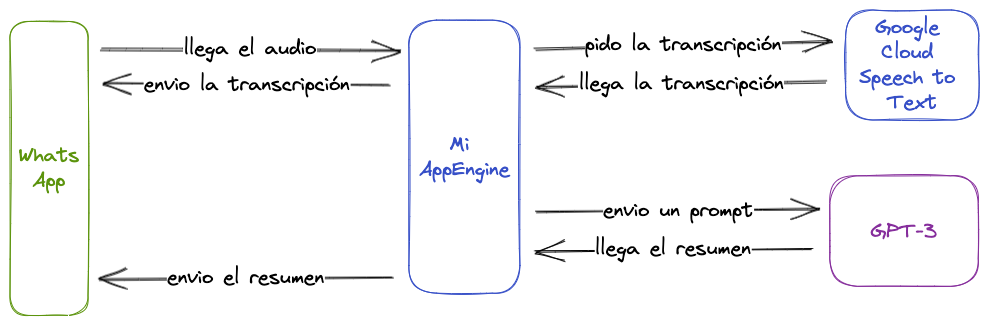 llega el audio
envio la transcripción
pido la transcripción
llega la transcripción
Google
Cloud
Speech to
Text
Whats
App
Mi
AppEngine
envio un prompt
llega el resumen
GPT-3
envio el resumen